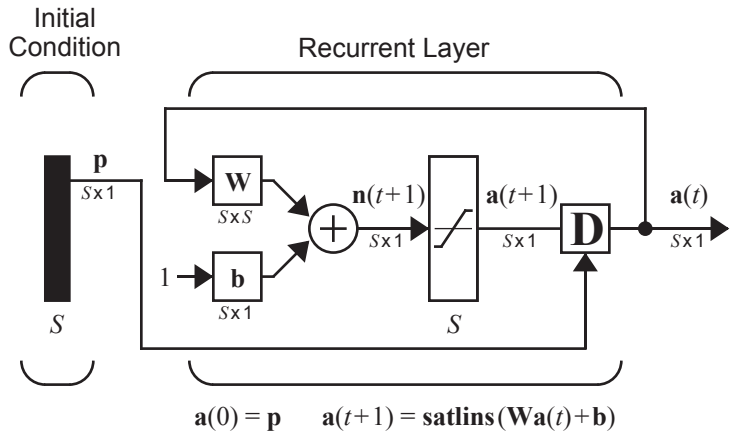 Initial
Condition
Recurrent Layer
p
S x 1
S
W
S x S
1
b
S x 1
n(t+1)
S x 1
S
a(t+1)
S x 1
D
a(t)
S x 1
a(0) = p a(t+1) = satlins(Wa(t)+b)